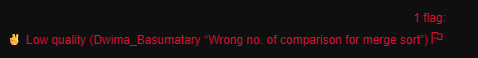 1 flag:
✌ Low quality (Dwima_Basumatary “Wrong no. of comparison for merge sort”)